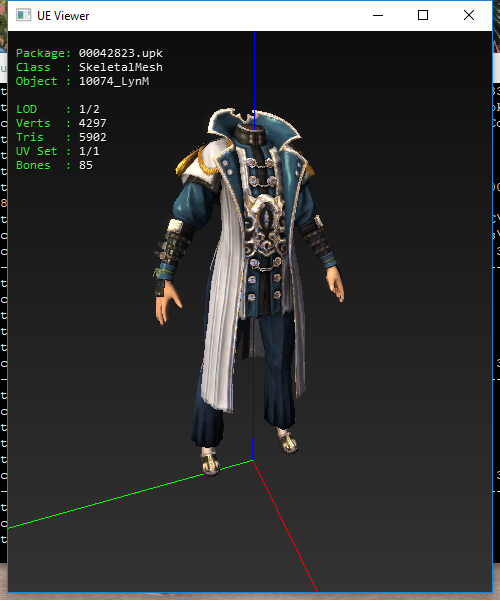 UE Viewer
Package: 00042823.upk
Class  : SkeletalMesh
Object : 10074_LynM
LOD    : 1/2
Verts  : 4297
Tris   : 5902
UV Set : 1/1
Bones  : 85